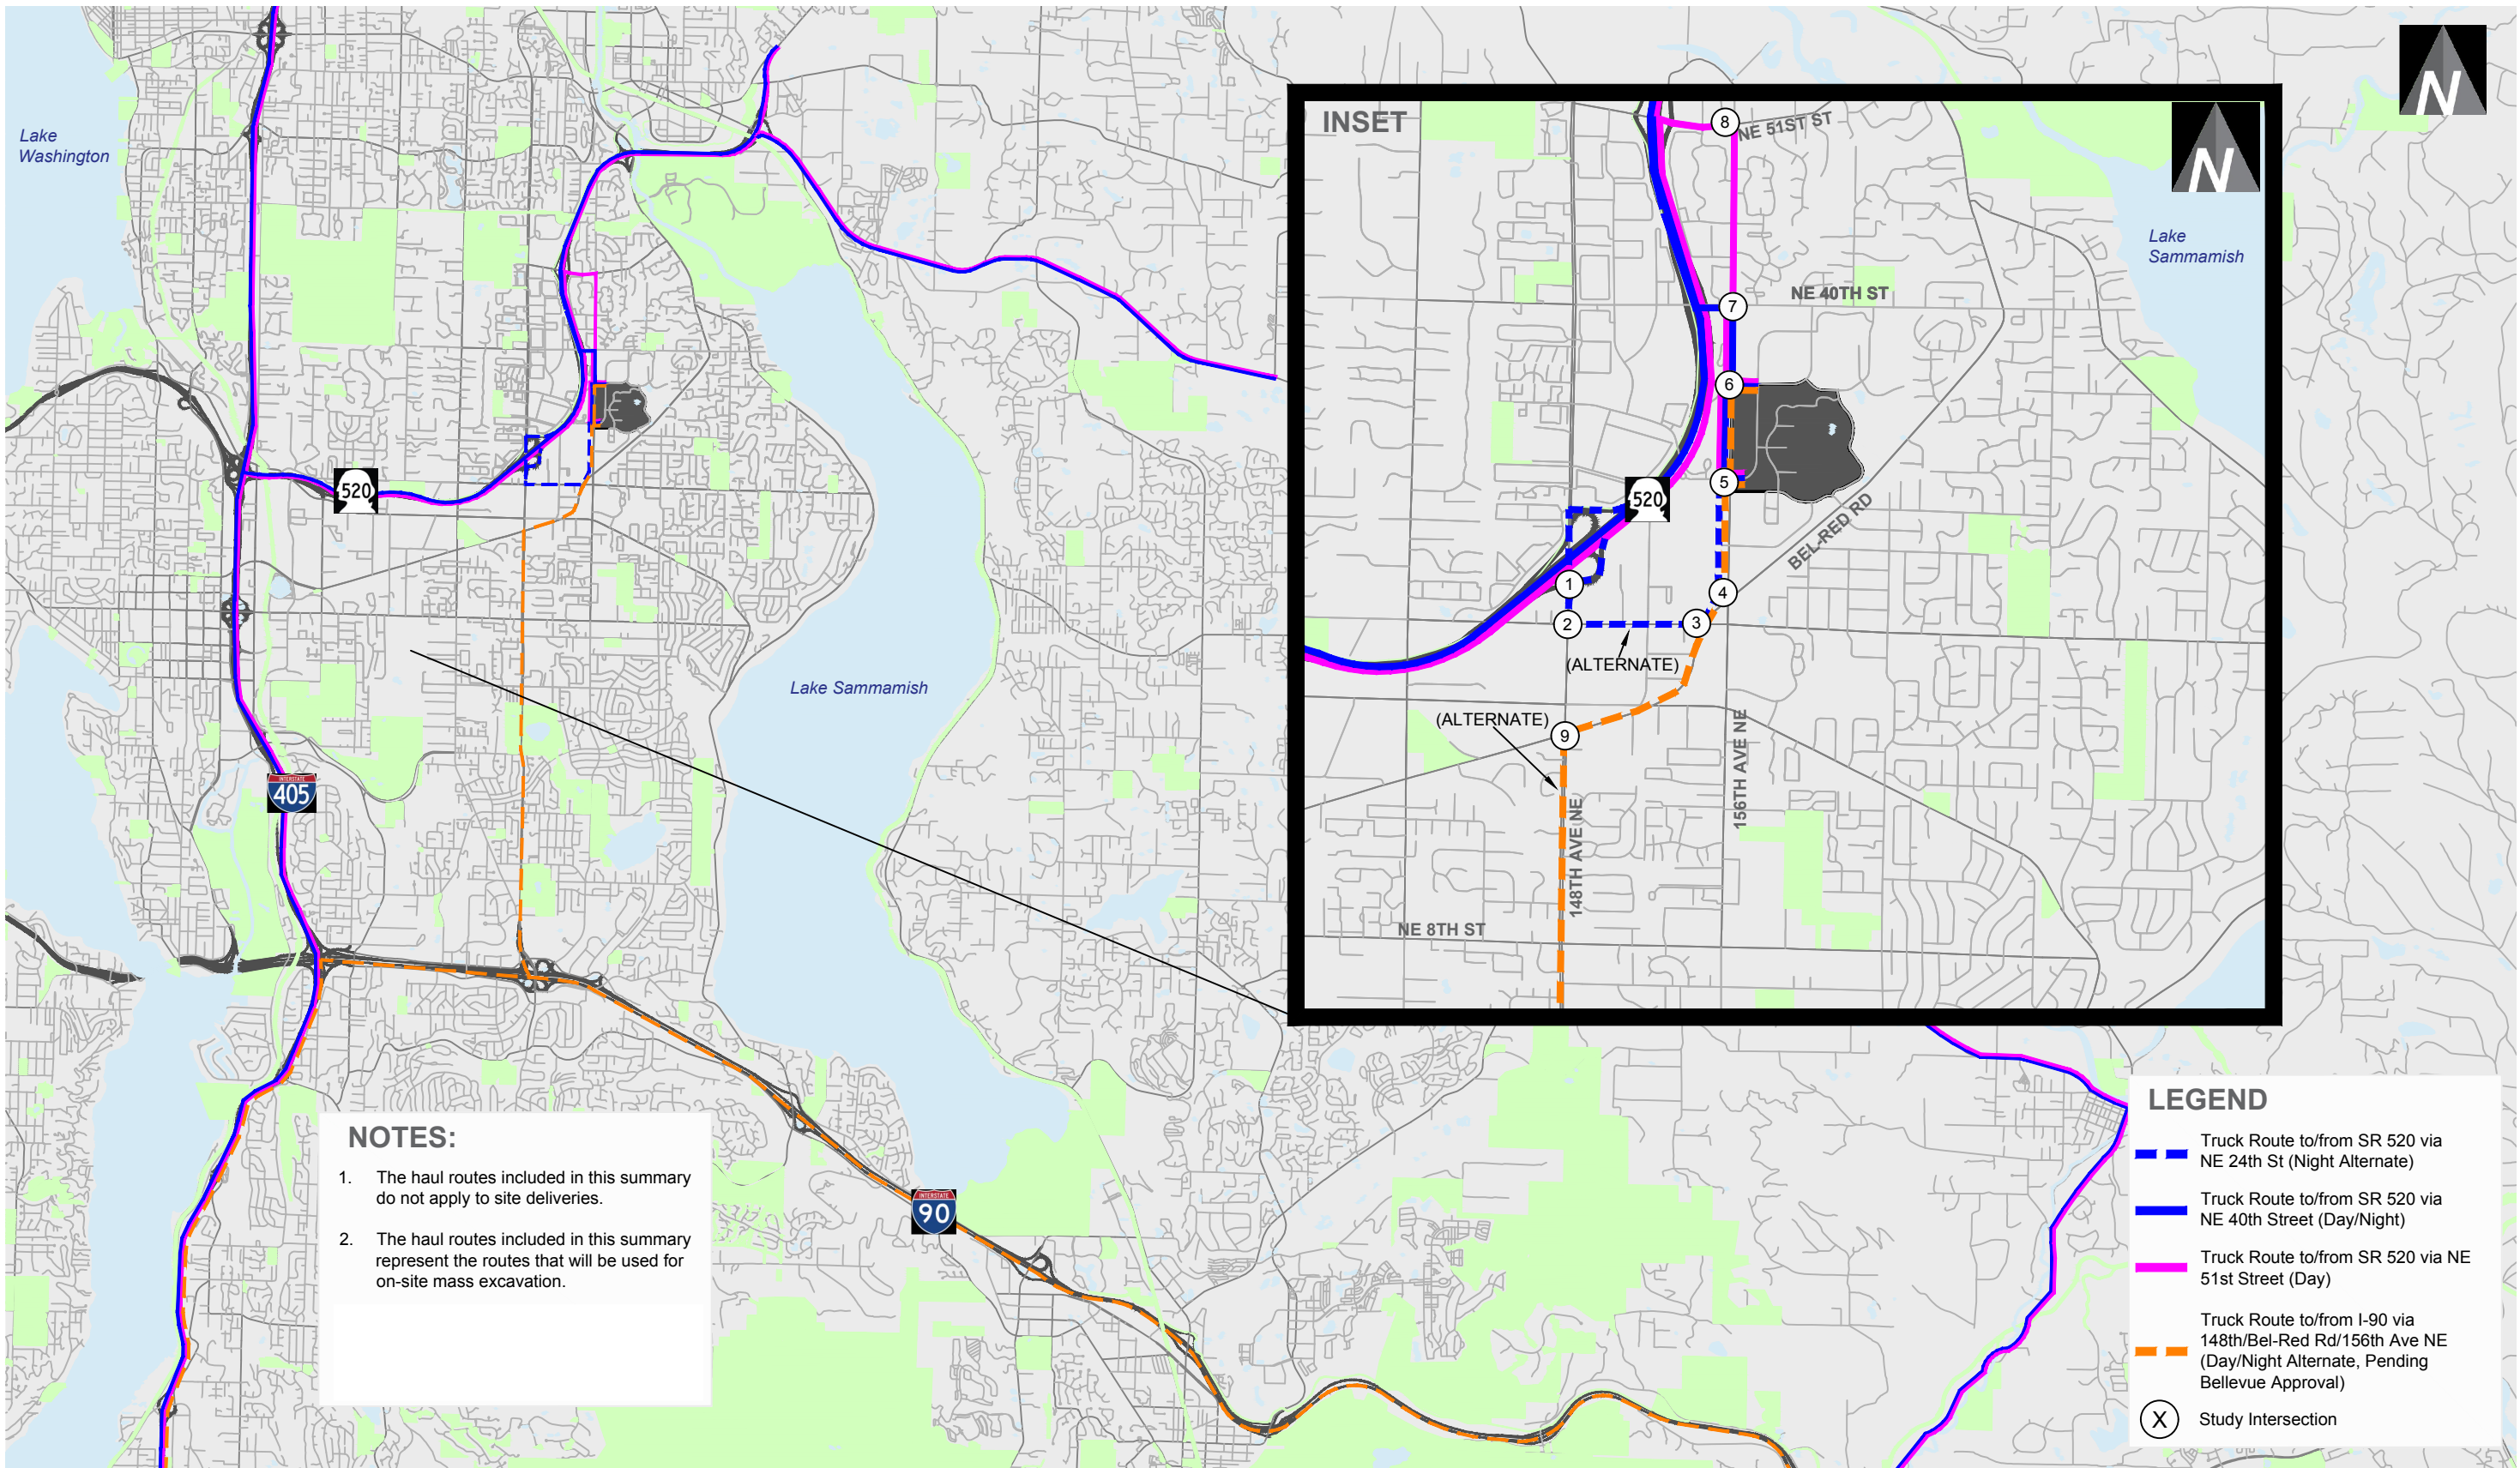 Lake
Washington
520
INTERSTATE
405
Lake Sammamish
INTERSTATE
90
N
INSET
N
8
NE 51ST ST
Lake
Sammamish
7
NE 40TH ST
6
5
520
BEL-RED RD
1
4
2
3
(ALTERNATE)
(ALTERNATE)
9
148TH AVE NE
156TH AVE NE
NE 8TH ST
NOTES:
1. The haul routes included in this summary
do not apply to site deliveries.
2. The haul routes included in this summary
represent the routes that will be used for
on-site mass excavation.
LEGEND
Truck Route to/from SR 520 via
NE 24th St (Night Alternate)
Truck Route to/from SR 520 via
NE 40th Street (Day/Night)
Truck Route to/from SR 520 via NE
51st Street (Day)
Truck Route to/from I-90 via
148th/Bel-Red Rd/156th Ave NE
(Day/Night Alternate, Pending
Bellevue Approval)
X Study Intersection